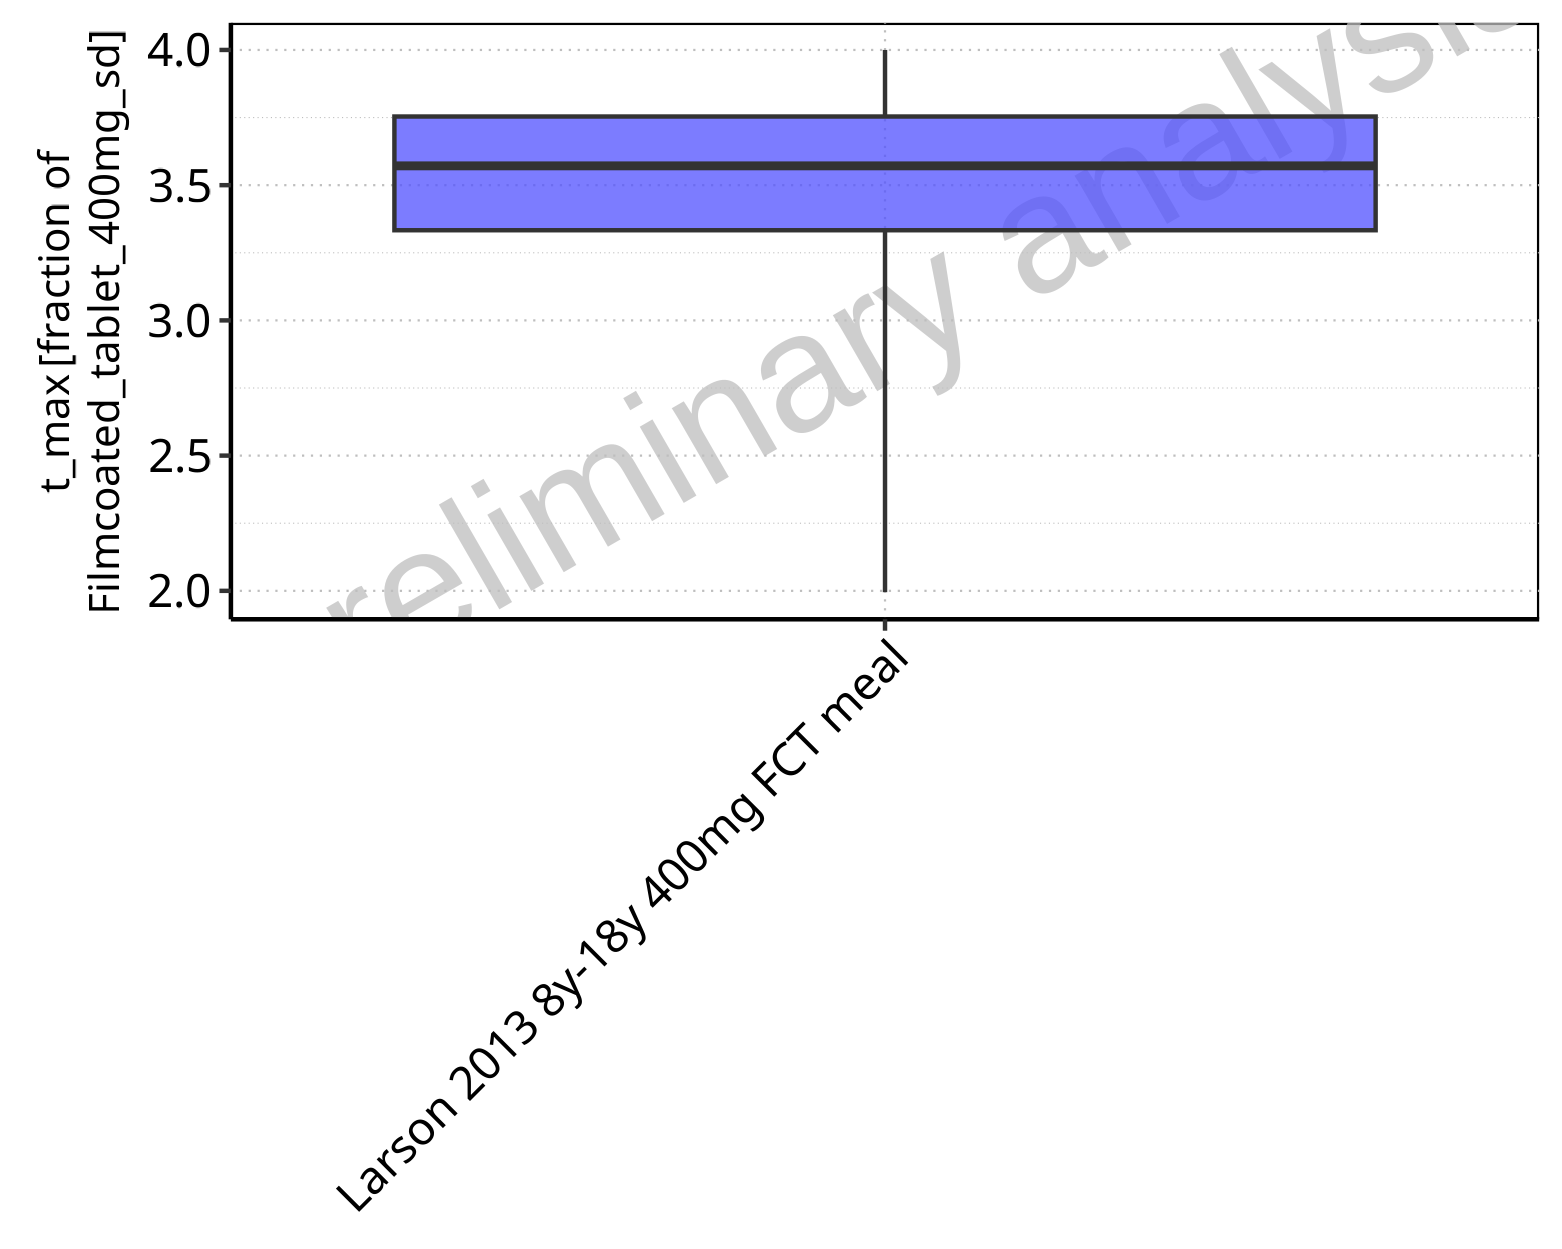 t_max [fraction of
Filmcoated_tablet_400mg_sd]
4.0
3.5
3.0
2.5
2.0
reliminary analysis
Larson 2013 8y-18y 400mg FCT meal